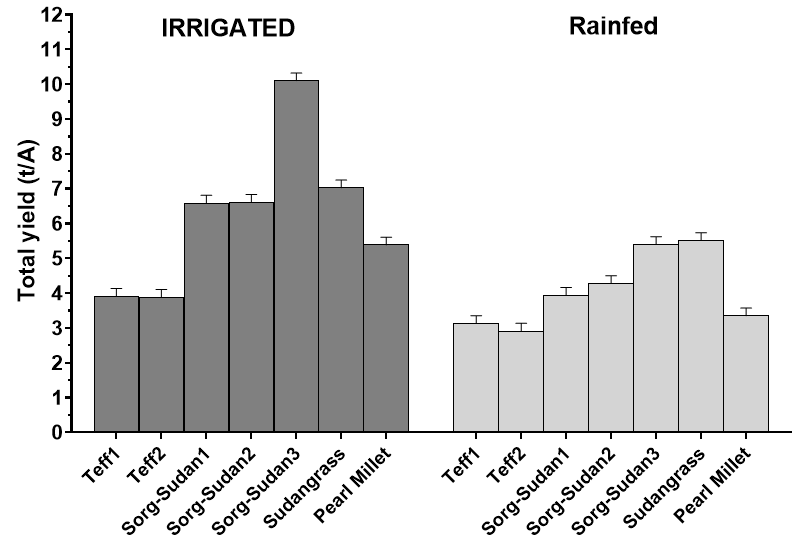 IRRIGATED
Rainfed
Total yield (t/A)
12
11
10
9
8
7
6
5
4
3
2
1
0
Teff1
Teff2
Sorg-Sudan1
Sorg-Sudan2
Sorg-Sudan3
Sudangrass
Pearl Millet
Teff1
Teff2
Sorg-Sudan1
Sorg-Sudan2
Sorg-Sudan3
Sudangrass
Pearl Millet